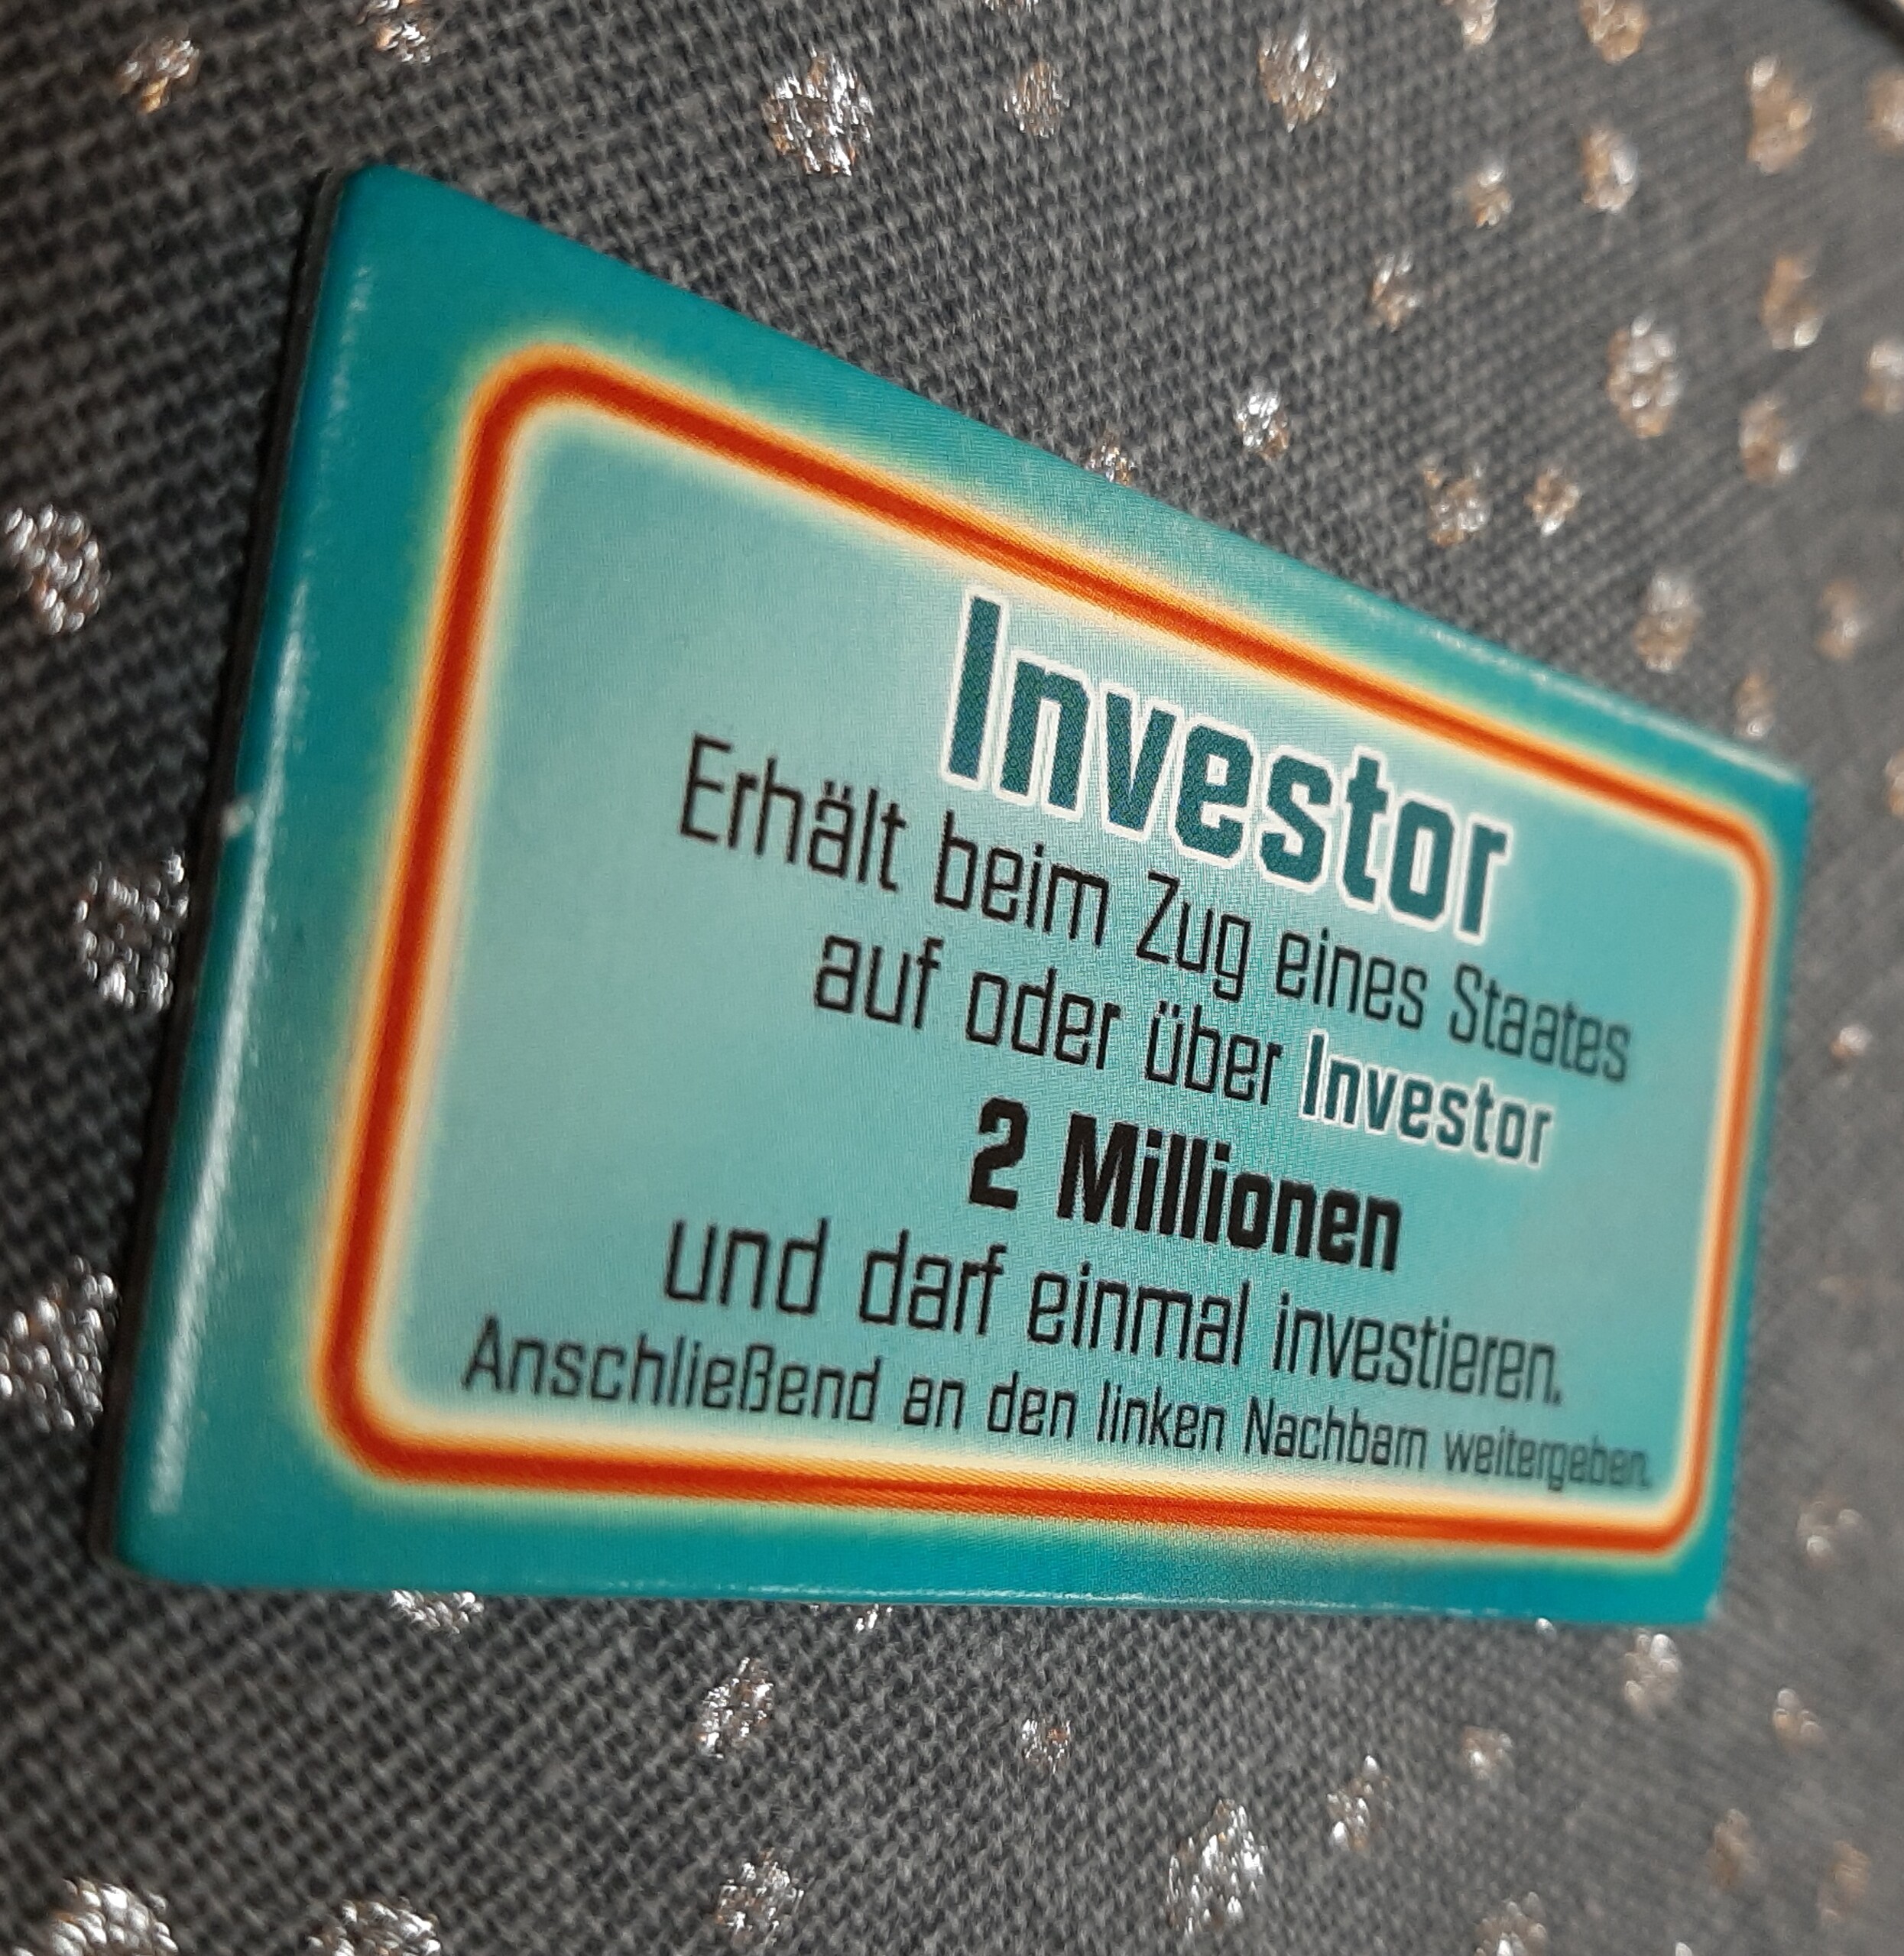 Investor
Erhält beim Zug eines Staates
auf oder über Investor
2 Millionen
und darf einmal investieren.
Anschließend an den linken Nachbarn weitergeben.